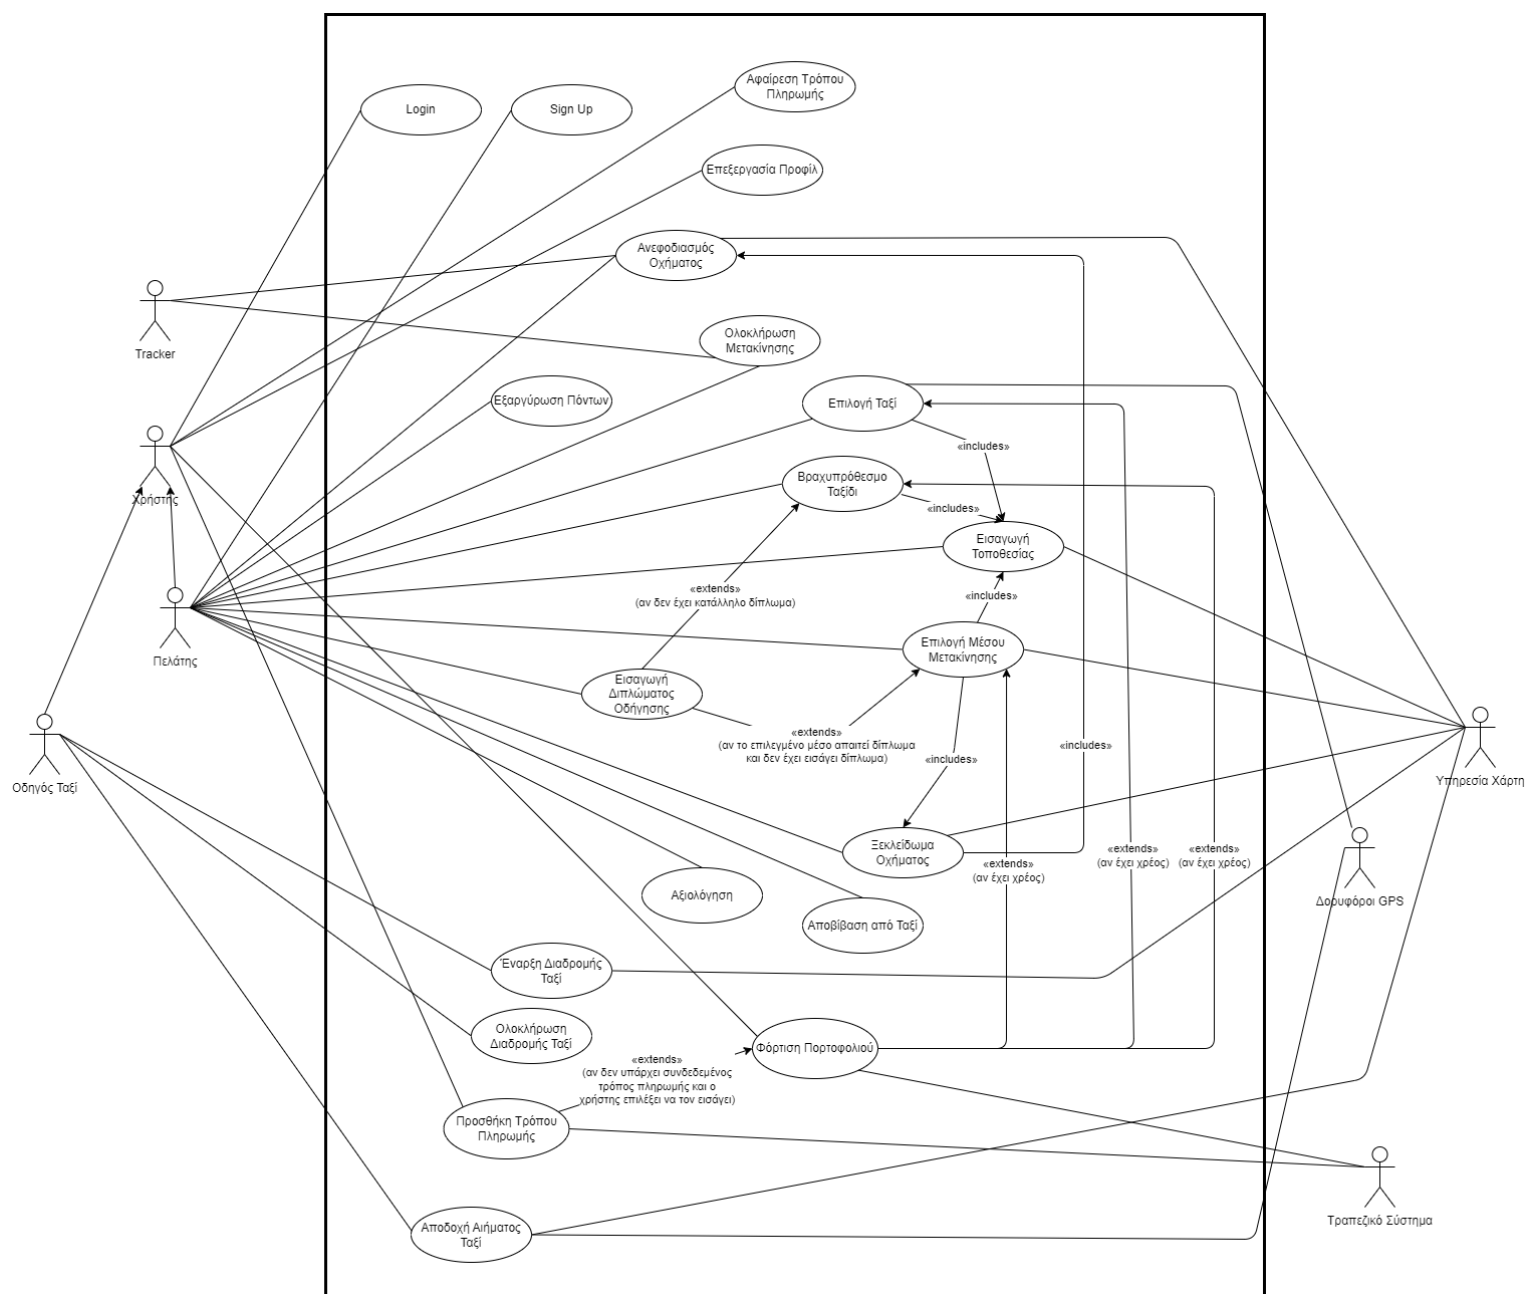 Αφαίρεση Τρόπου
Πληρωμής
Login
Sign Up
Επεξεργασία Προφίλ
Ανεφοδιασμός
Οχήματος
Tracker
Ολοκλήρωση
Μετακίνησης
Εξαργύρωση Πόντων
Επιλογή Ταξί
«includes»
Χρήστης
Βραχυπρόθεσμο
Ταξίδι
«includes»
Εισαγωγή
Τοποθεσίας
«extends»
(αν δεν έχει κατάλληλο δίπλωμα)
«includes»
Πελάτης
Επιλογή Μέσου
Μετακίνησης
Εισαγωγή
Διπλώματος
Οδήγησης
«extends»
(αν το επιλεγμένο μέσο απαιτεί δίπλωμα
και δεν έχει εισάγει δίπλωμα)
«includes»
«includes»
Οδηγός Ταξί
Υπηρεσία Χάρτη
Ξεκλείδωμα
Οχήματος
«extends»
(αν έχει χρέος)
«extends»
(αν έχει χρέος)
«extends»
(αν έχει χρέος)
Δορυφόροι GPS
Αξιολόγηση
Αποβίβαση από Ταξί
Έναρξη Διαδρομής
Ταξί
Ολοκλήρωση
Διαδρομής Ταξί
Φόρτιση Πορτοφολιού
«extends»
(αν δεν υπάρχει συνδεδεμένος
τρόπος πληρωμής και ο
χρήστης επιλέξει να τον εισάγει)
Προσθήκη Τρόπου
Πληρωμής
Τραπεζικό Σύστημα
Αποδοχή Αιήματος
Ταξί